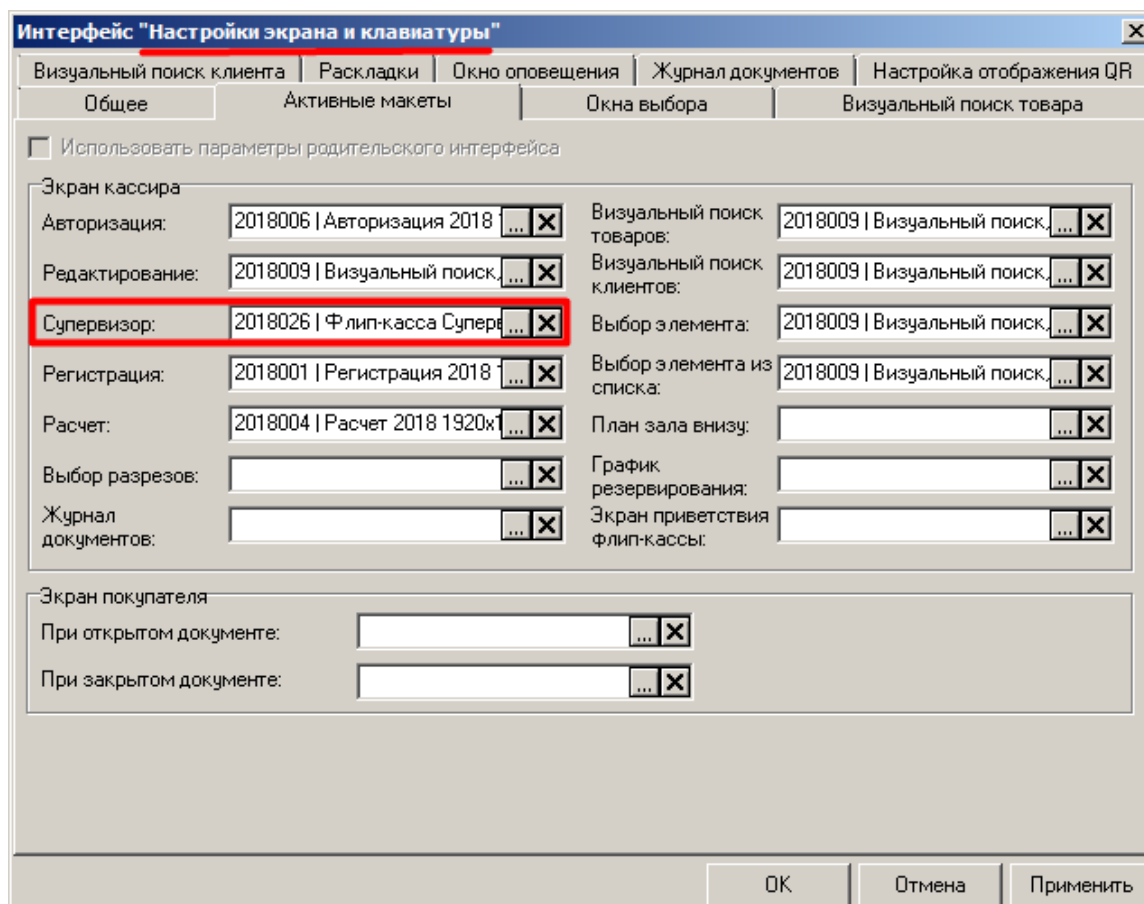 Интерфейс "Настройки экрана и клавиатуры"
Визуальный поиск клиента Раскладки Окно оповещения Журнал документов Настройка отображения QR
Общее Активные макеты Окна выбора Визуальный поиск товара
Использовать параметры родительского интерфейса
Экран кассира
Авторизация: 2018006 | Авторизация 2018 ...
Визуальный поиск товаров: 2018009 | Визуальный поиск, ...
Редактирование: 2018009 | Визуальный поиск, ...
Визуальный поиск клиентов: 2018009 | Визуальный поиск, ...
Супервизор: 2018026 | Флип-касса Суперв ...
Выбор элемента: 2018009 | Визуальный поиск, ...
Регистрация: 2018001 | Регистрация 2018 ...
Выбор элемента из списка: 2018009 | Визуальный поиск, ...
Расчет: 2018004 | Расчет 2018 1920x1 ...
План зала внизу: ...
Выбор разрезов: ...
График резервирования: ...
Журнал документов: ...
Экран приветствия флип-кассы: ...
Экран покупателя
При открытом документе: ...
При закрытом документе: ...
OK Отмена Применить